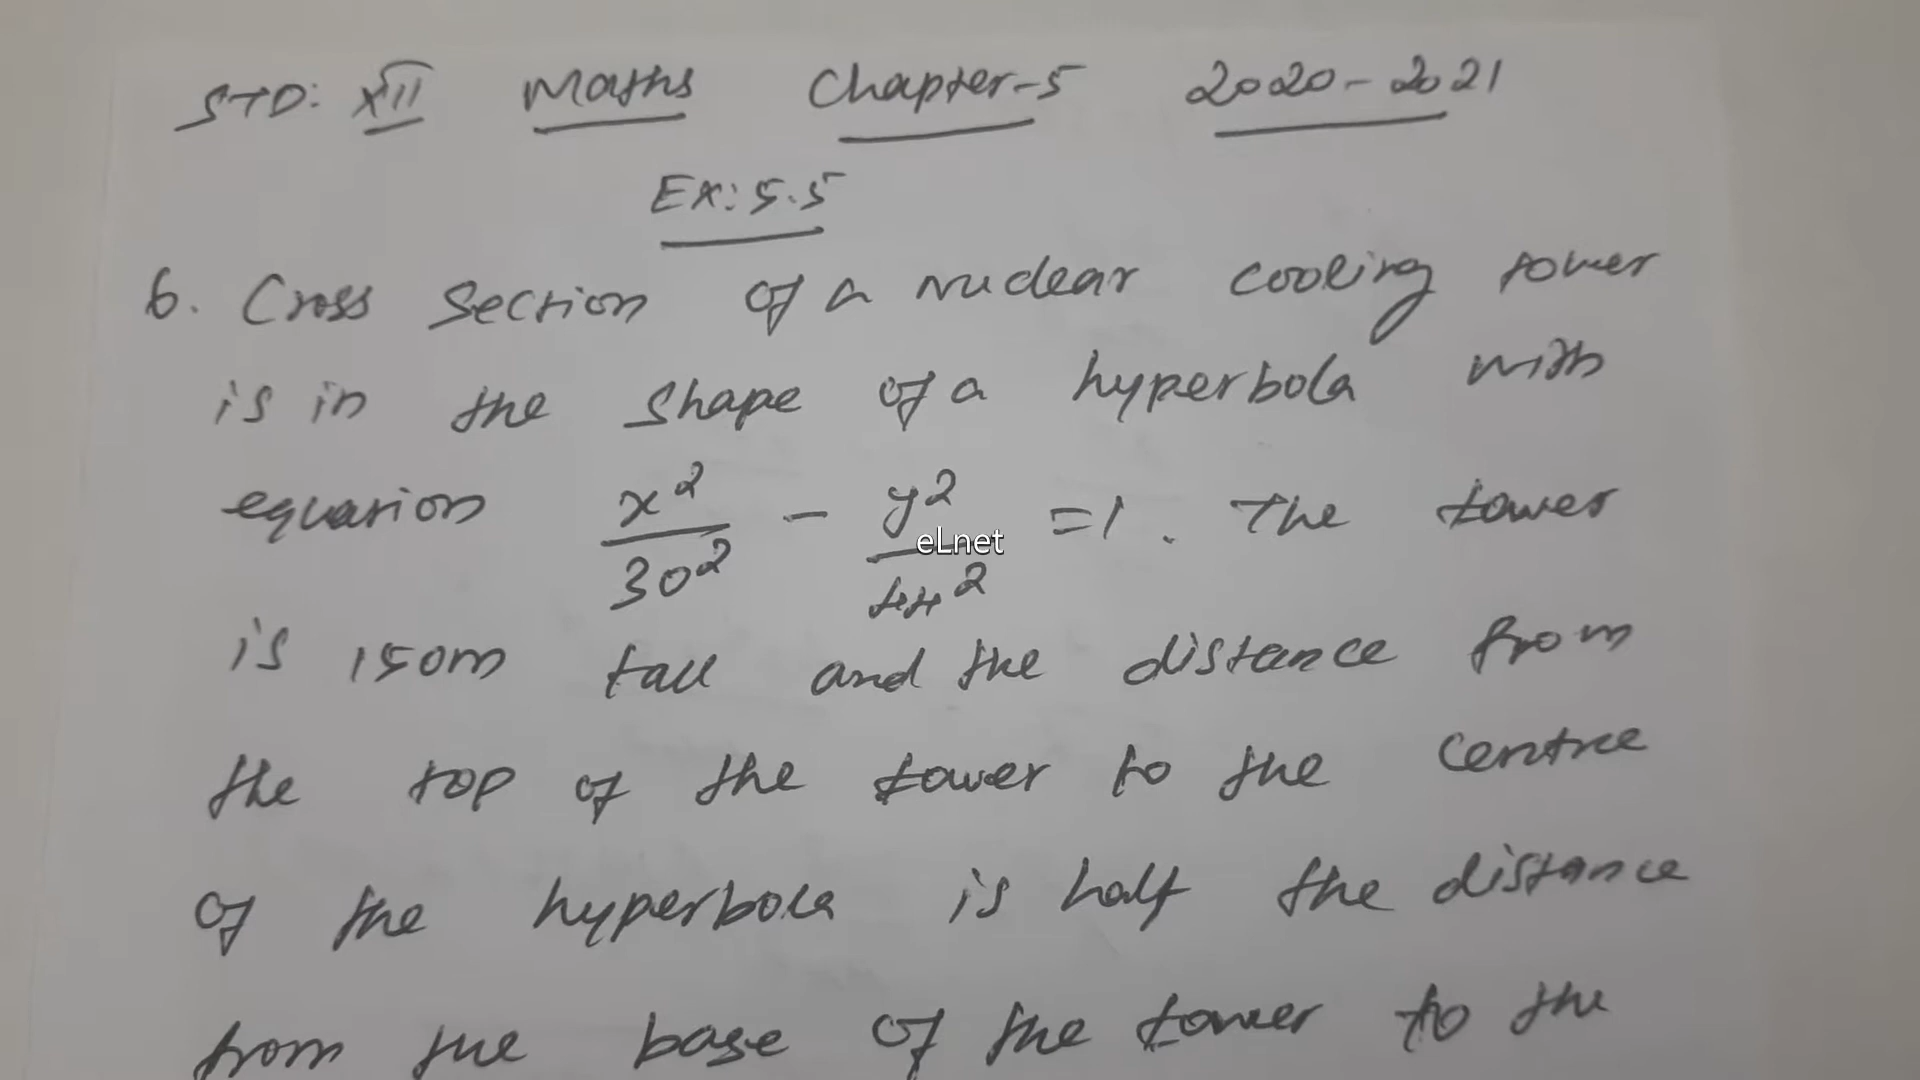 STD: XII Maths Chapter-5 2020-2021
Ex: 5.5
6. Cross Section of a nuclear cooling tower
is in the shape of a hyperbola with
equation x²/30² - y²/44² =1. The tower
is 150m tall and the distance from
the top of the tower to the centre
of the hyperbola is half the distance
from the base of the tower to the
eLnet